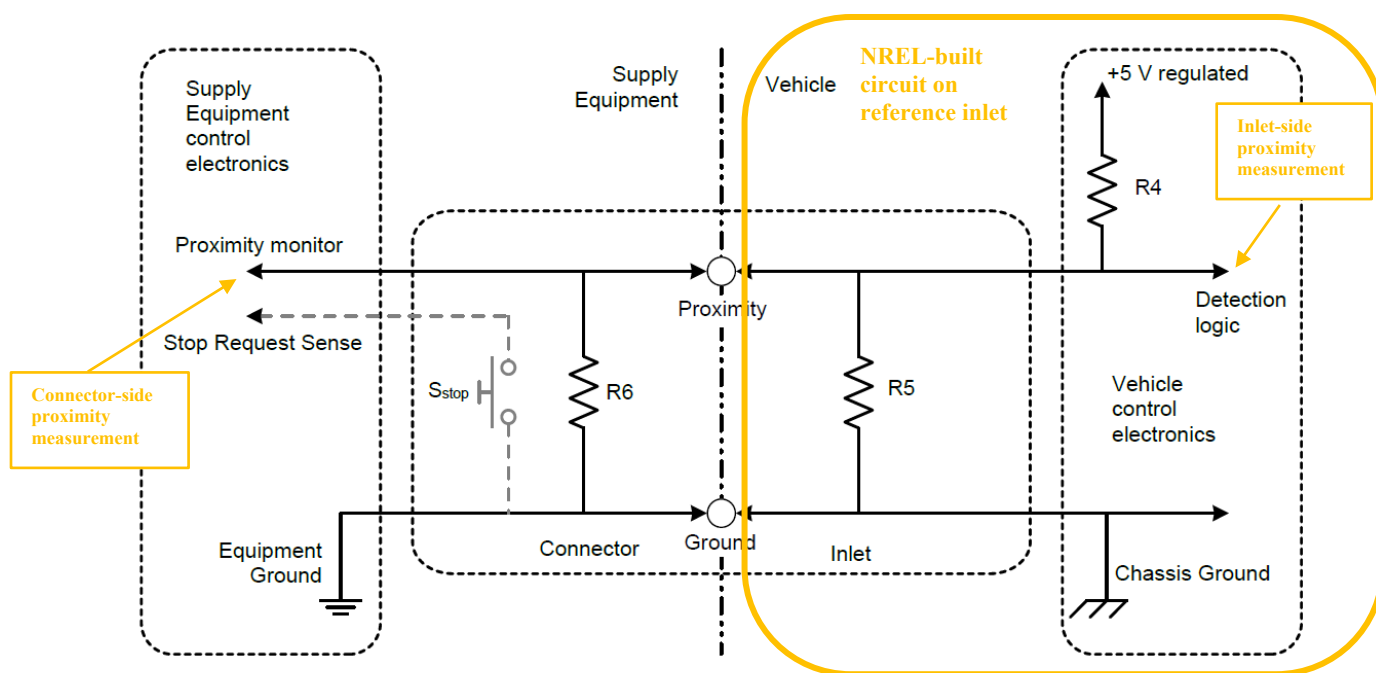 Supply
Equipment
control
electronics
Supply
Equipment
Vehicle
NREL-built
circuit on
reference inlet
+5 V regulated
Inlet-side
proximity
measurement
R4
Proximity monitor
Proximity
Detection
logic
Stop Request Sense
Connector-side
proximity
measurement
Sstop
R6
R5
Vehicle
control
electronics
Equipment
Ground
Connector
Ground
Inlet
Chassis Ground